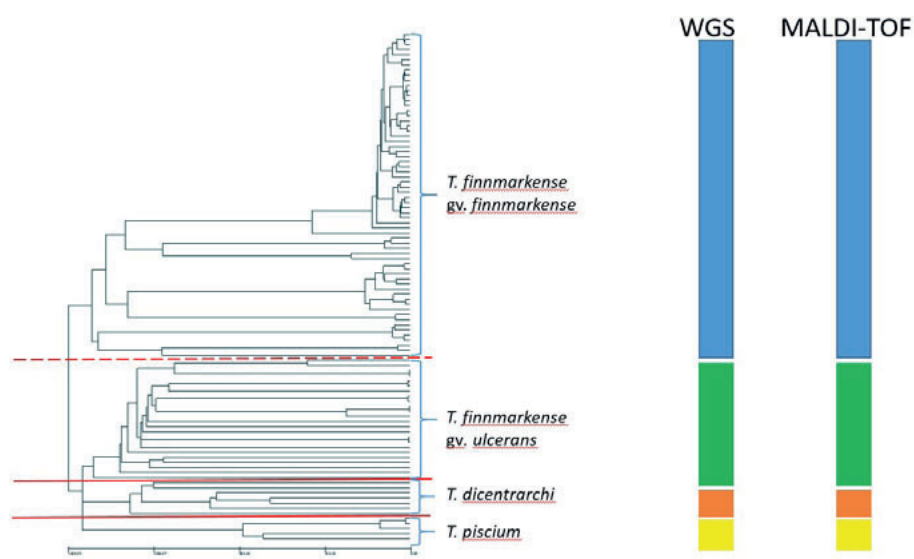 WGS MALDI-TOF
T. finnmarkense
gv. finnmarkense
T. finnmarkense
gv. ulcerans
T. dicentrarchi
T. piscium